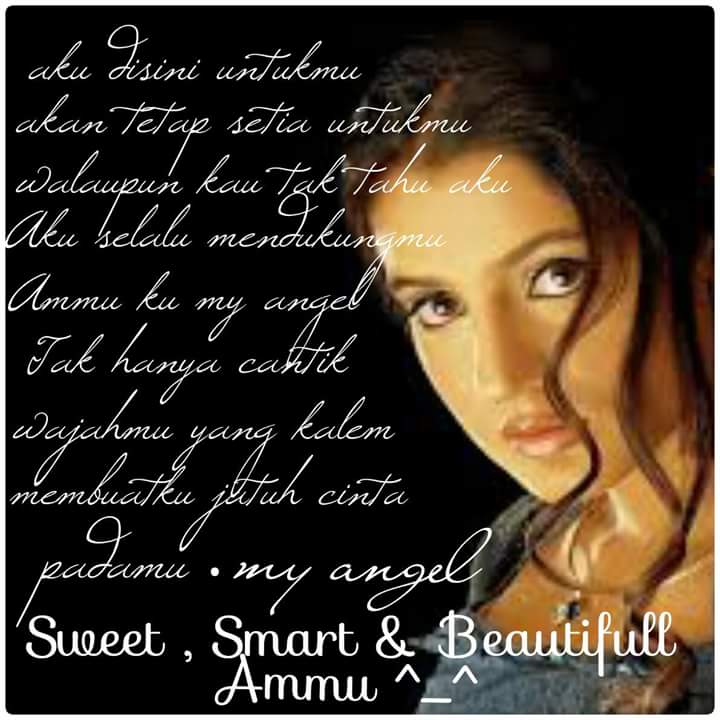 aku disini untukmu
akan tetap setia untukmu
walaupun kau tak tahu aku
Aku selalu mendukungmu
Ammu ku my angel
Tak hanya cantik
wajahmu yang kalem
membuatku jatuh cinta
padamu . my angel
Sweet , Smart & Beautifull
Ammu ^_^